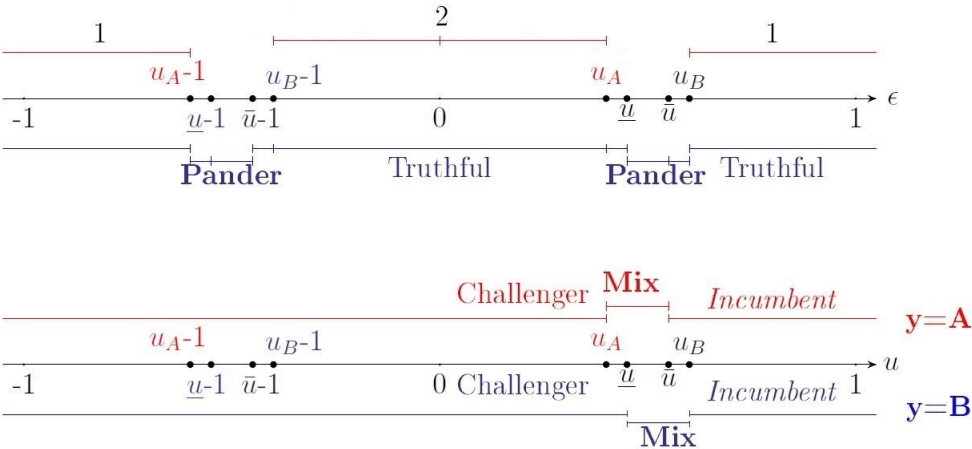 1 2 1
u_A-1 u_B-1 u_A u_B
-1 u̲-1 ū-1 0 u̲ ū 1 ϵ
Pander Truthful Pander Truthful
Challenger Mix Incumbent
y=A
u_A-1 u_B-1 u_A u_B
-1 u̲-1 ū-1 0 Challenger u̲ ū Incumbent 1 u
y=B
Mix